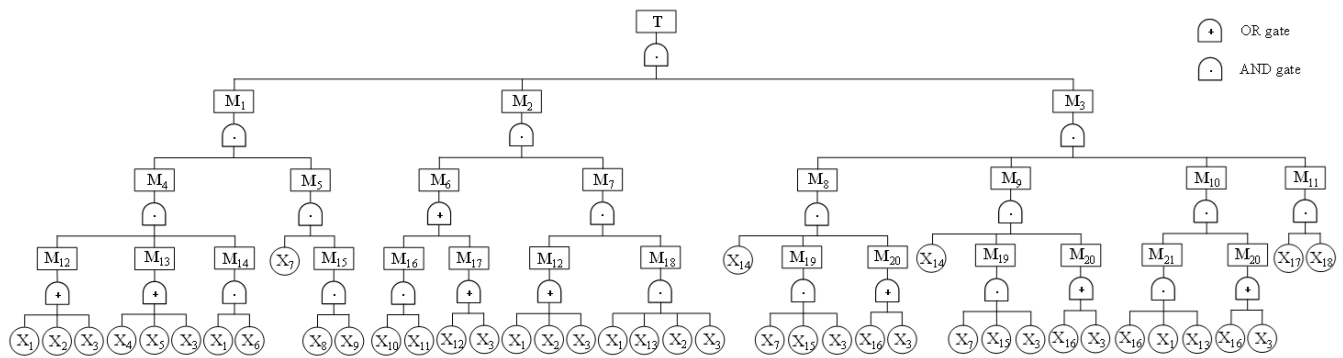 T
+ OR gate
· AND gate
·
M₁ M₂ M₃
· · ·
M₄ M₅ M₆ M₇ M₈ M₉ M₁₀ M₁₁
· · + · · · · ·
M₁₂ M₁₃ M₁₄ X₇ M₁₅ M₁₆ M₁₇ M₁₂ M₁₈ X₁₄ M₁₉ M₂₀ X₁₄ M₁₉ M₂₀ M₂₁ M₂₀ X₁₇ X₁₈
+ + · · · + + · · + · + · +
X₁ X₂ X₃ X₄ X₅ X₃ X₁ X₆ X₈ X₉ X₁₀ X₁₁ X₁₂ X₃ X₁ X₂ X₃ X₁ X₁₃ X₂ X₃ X₇ X₁₅ X₃ X₁₆ X₃ X₇ X₁₅ X₃ X₁₆ X₃ X₁₆ X₁ X₁₃ X₁₆ X₃